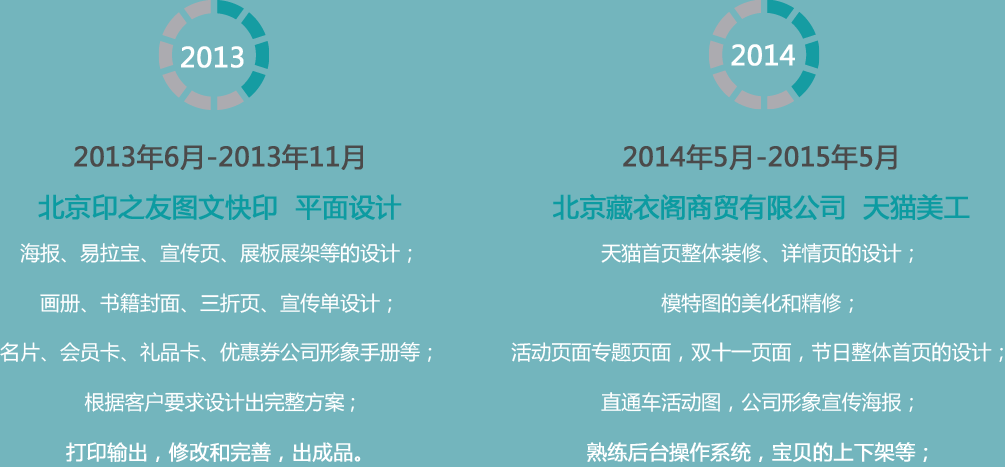 2013
2013年6月-2013年11月
北京印之友图文快印 平面设计
海报、易拉宝、宣传页、展板展架等的设计；
画册、书籍封面、三折页、宣传单设计；
名片、会员卡、礼品卡、优惠券公司形象手册等；
根据客户要求设计出完整方案；
打印输出，修改和完善，出成品。
2014
2014年5月-2015年5月
北京藏衣阁商贸有限公司 天猫美工
天猫首页整体装修、详情页的设计；
模特图的美化和精修；
活动页面专题页面，双十一页面，节日整体首页的设计；
直通车活动图，公司形象宣传海报；
熟练后台操作系统，宝贝的上下架等；